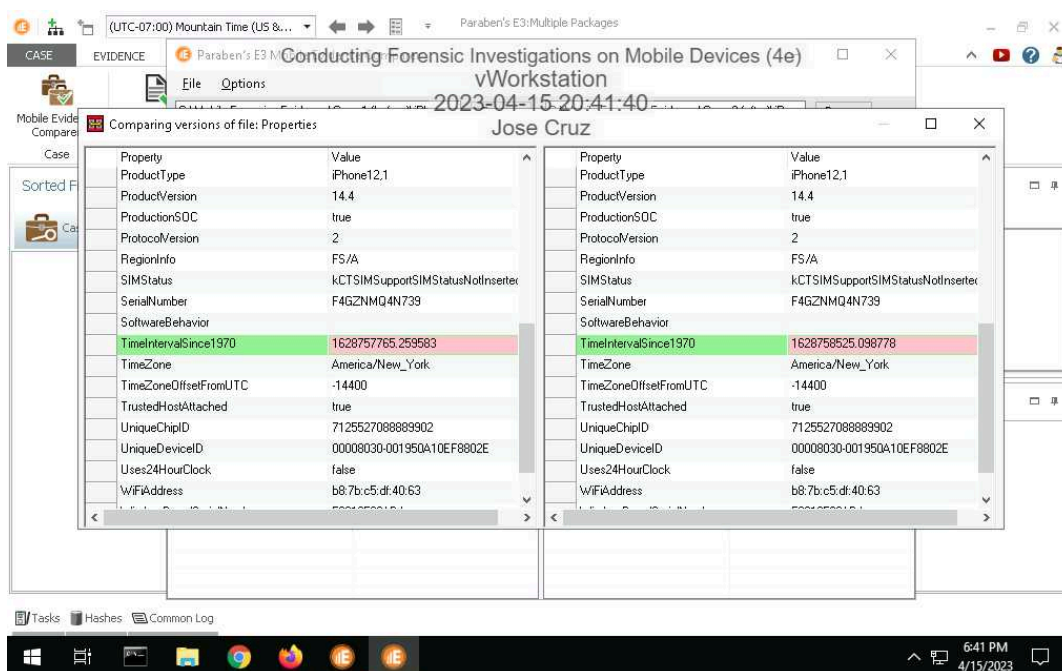 (UTC-07:00) Mountain Time (US &...
Paraben's E3:Multiple Packages
CASE
EVIDENCE
Paraben's E3
Conducting Forensic Investigations on Mobile Devices (4e)
File Options
vWorkstation
2023-04-15 20:41:40
Jose Cruz
Mobile Evide
Compare
Case
Comparing versions of file: Properties
Sorted F
Property Value Property Value
ProductType iPhone12,1 ProductType iPhone12,1
ProductVersion 14.4 ProductVersion 14.4
ProductionSOC true ProductionSOC true
ProtocolVersion 2 ProtocolVersion 2
RegionInfo FS/A RegionInfo FS/A
SIMStatus kCTSIMSupportSIMStatusNotInserted SIMStatus kCTSIMSupportSIMStatusNotInserted
SerialNumber F4GZNMQ4N739 SerialNumber F4GZNMQ4N739
SoftwareBehavior SoftwareBehavior
TimeIntervalSince1970 1628757765.259583 TimeIntervalSince1970 1628758525.098778
TimeZone America/New_York TimeZone America/New_York
TimeZoneOffsetFromUTC -14400 TimeZoneOffsetFromUTC -14400
TrustedHostAttached true TrustedHostAttached true
UniqueChipID 7125527088889902 UniqueChipID 7125527088889902
UniqueDeviceID 00008030-001950A10EF8802E UniqueDeviceID 00008030-001950A10EF8802E
Uses24HourClock false Uses24HourClock false
WiFiAddress b8:7b:c5:df:40:63 WiFiAddress b8:7b:c5:df:40:63
Tasks Hashes Common Log
6:41 PM
4/15/2023